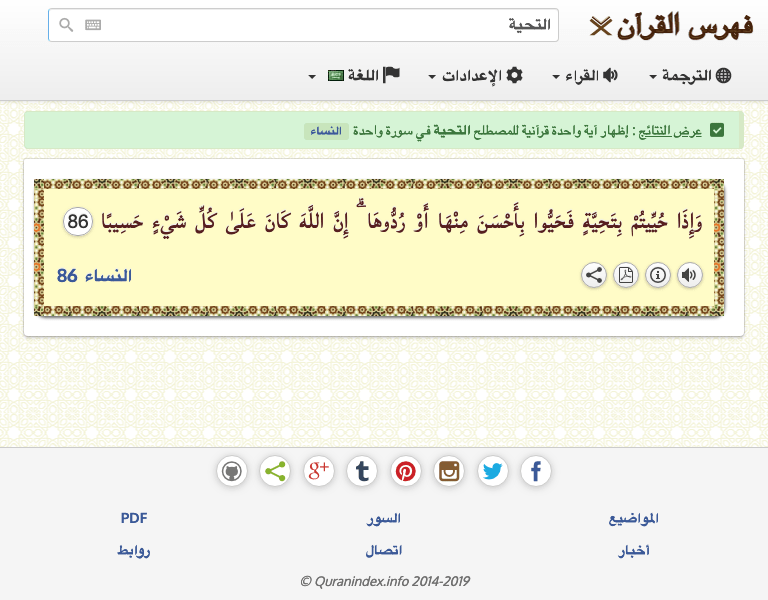 فهرس القرآن
التحية
الترجمة
القراء
الإعدادات
اللغة
عرض النتائج : إظهار آية واحدة قرآنية للمصطلح التحية في سورة واحدة النساء
وَإِذَا حُيِّيتُمْ بِتَحِيَّةٍ فَحَيُّوا بِأَحْسَنَ مِنْهَا أَوْ رُدُّوهَا ۗ إِنَّ اللَّهَ كَانَ عَلَىٰ كُلِّ شَيْءٍ حَسِيبًا 86
النساء 86
المواضيع
السور
PDF
أخبار
اتصال
روابط
© Quranindex.info 2014-2019